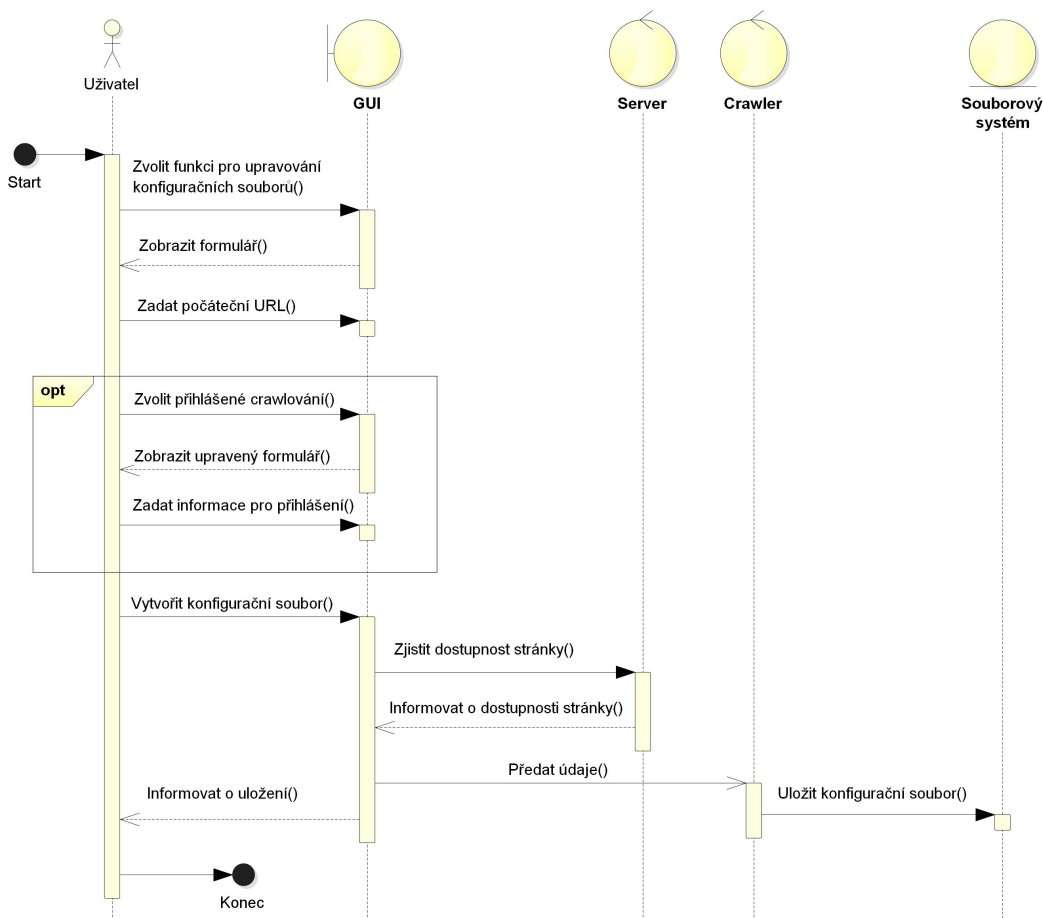 Uživatel
GUI
Server
Crawler
Souborový
systém
Start
Zvolit funkci pro upravování
konfiguračních souborů()
Zobrazit formulář()
Zadat počáteční URL()
opt
Zvolit přihlášené crawlování()
Zobrazit upravený formulář()
Zadat informace pro přihlášení()
Vytvořit konfigurační soubor()
Zjistit dostupnost stránky()
Informovat o dostupnosti stránky()
Předat údaje()
Informovat o uložení()
Uložit konfigurační soubor()
Konec